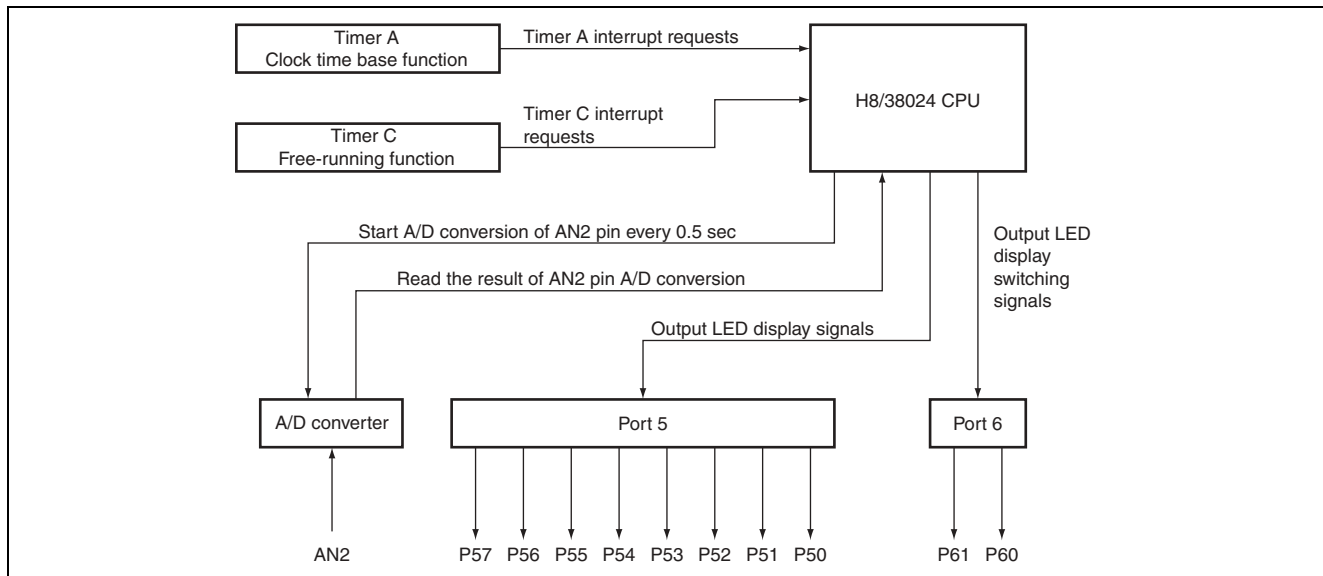 Timer A
Clock time base function
Timer A interrupt requests
H8/38024 CPU
Timer C interrupt
requests
Timer C
Free-running function
Start A/D conversion of AN2 pin every 0.5 sec
Output LED
display
switching
signals
Read the result of AN2 pin A/D conversion
Output LED display signals
A/D converter
Port 5
Port 6
AN2
P57 P56 P55 P54 P53 P52 P51 P50
P61 P60